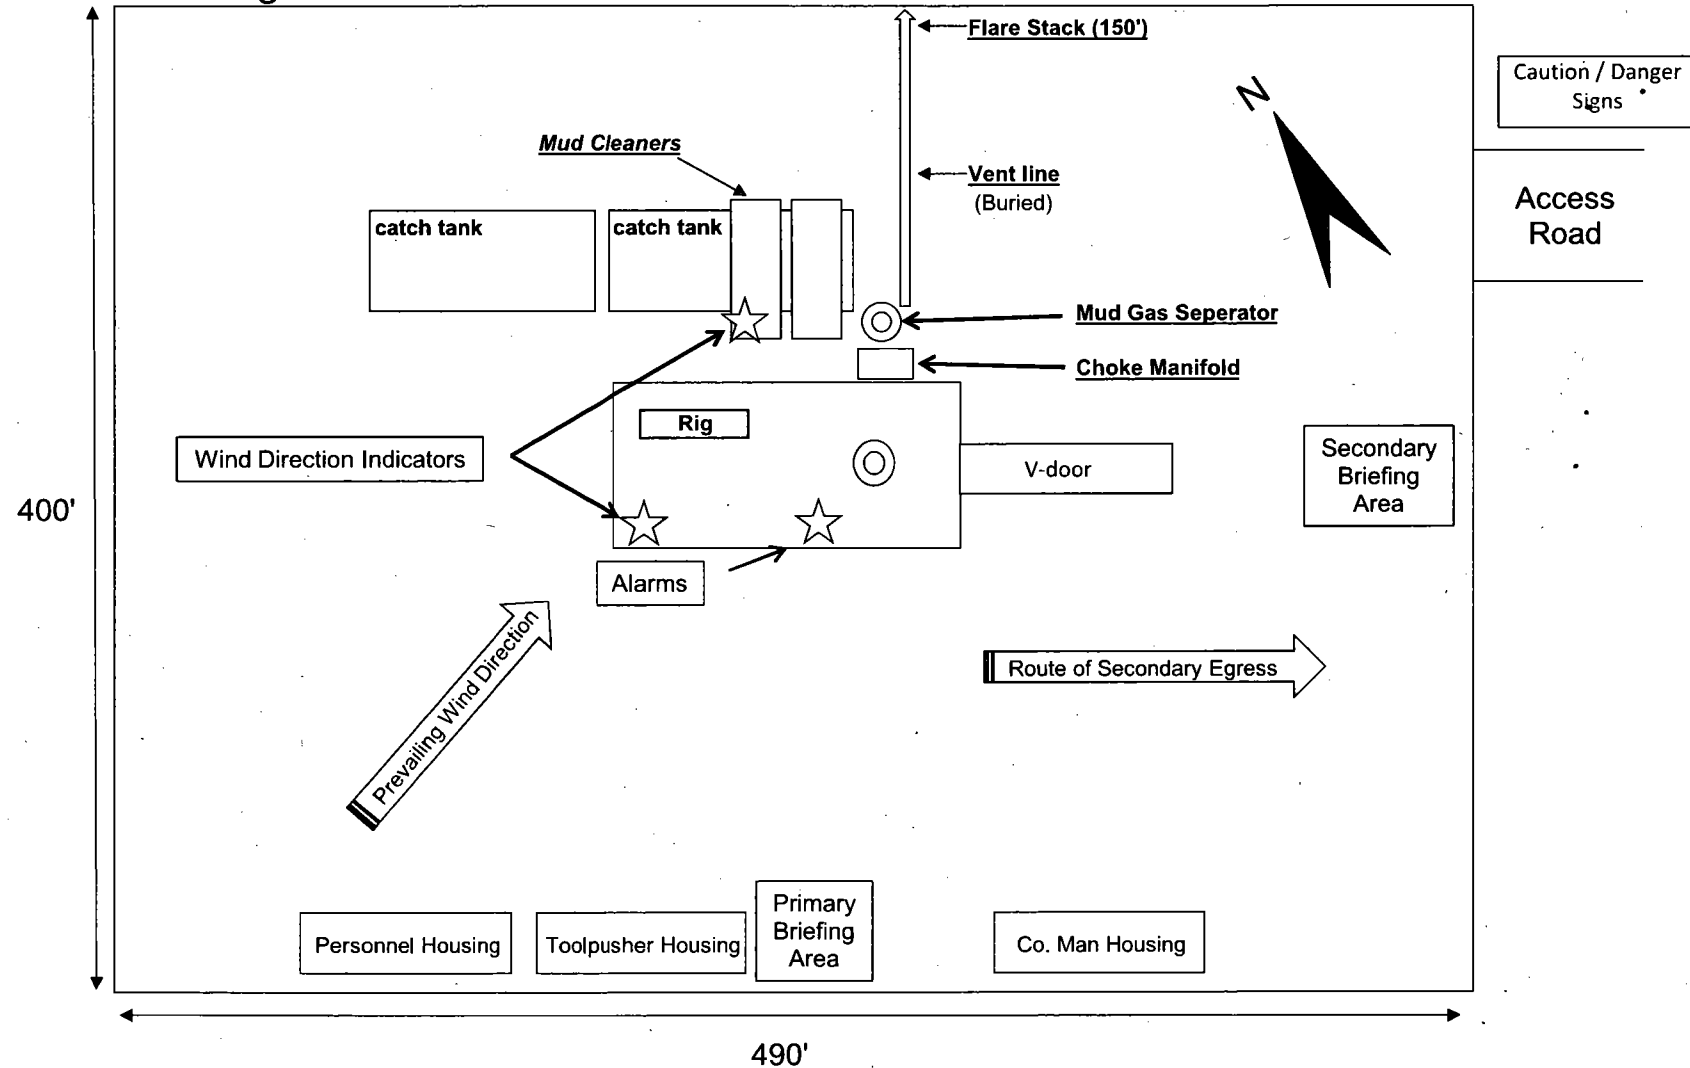 Flare Stack (150')
Caution / Danger
Signs
N
Mud Cleaners
Vent line
(Buried)
Access
Road
catch tank
catch tank
Mud Gas Seperator
Choke Manifold
Rig
Wind Direction Indicators
V-door
Secondary
Briefing
Area
400'
Alarms
Prevailing Wind Direction
Route of Secondary Egress
Primary
Briefing
Area
Personnel Housing
Toolpusher Housing
Co. Man Housing
490'